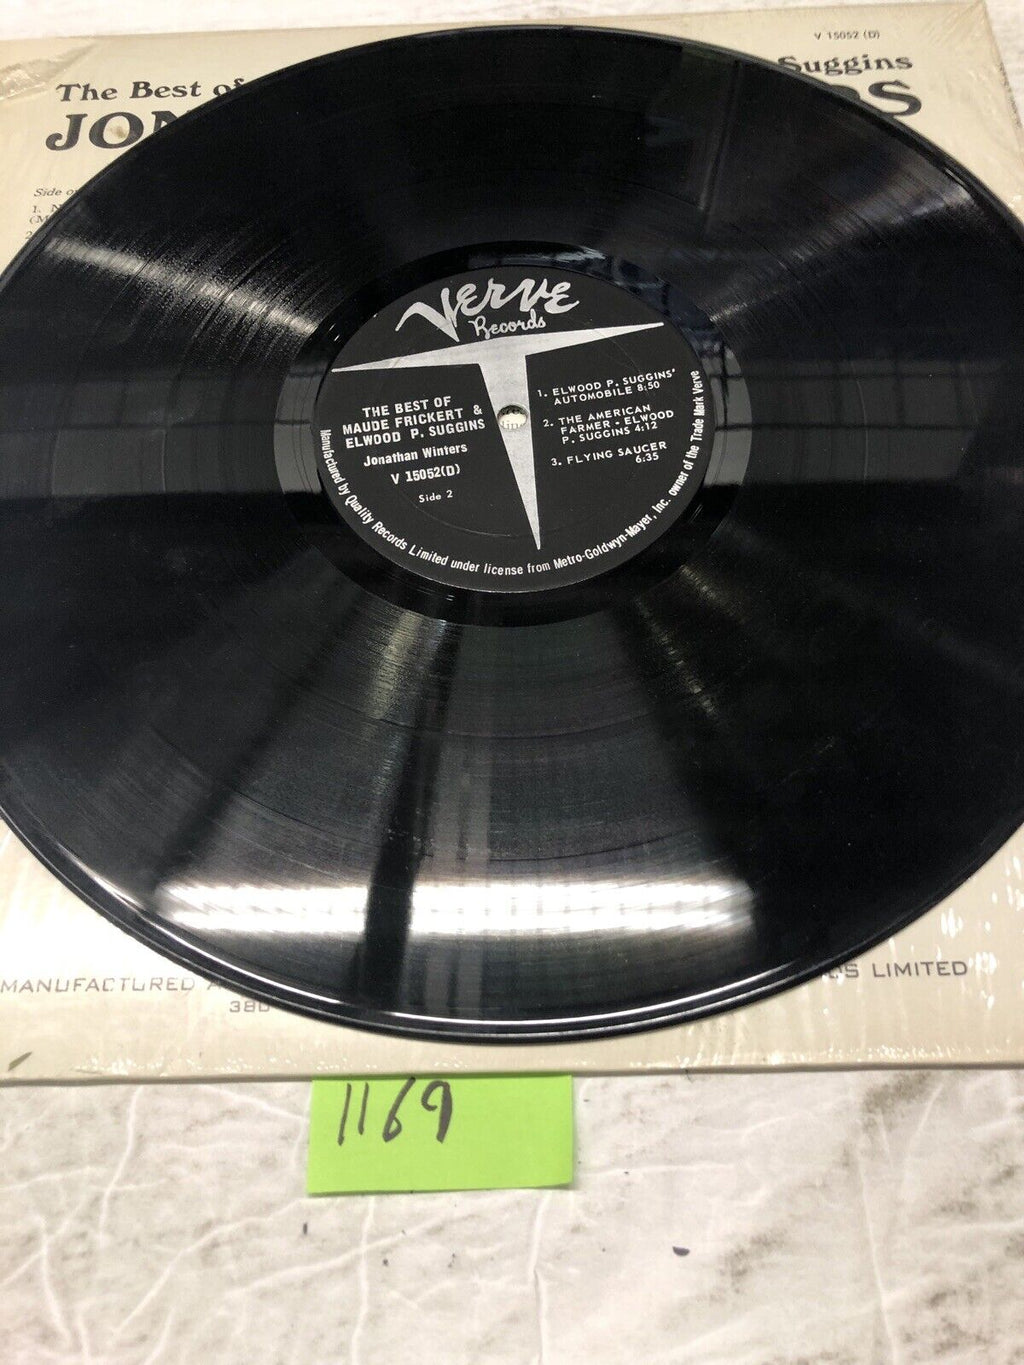 V 15052 (D)
The Best of
Suggins
JON
RS
Side
1. N
(M
2
Verve
Records
THE BEST OF
MAUDE FRICKERT &
ELWOOD P. SUGGINS
Jonathan Winters
V 15052(D)
Side 2
1. ELWOOD P. SUGGINS'
AUTOMOBILE 8:50
2. THE AMERICAN
FARMER - ELWOOD
P. SUGGINS 4:12
3. FLYING SAUCER
6:35
Manufactured by Quality Records Limited under license from Metro-Goldwyn-Mayer, Inc. owner of the Trade Mark Verve
MANUFACTURED A
S LIMITED
380
1169